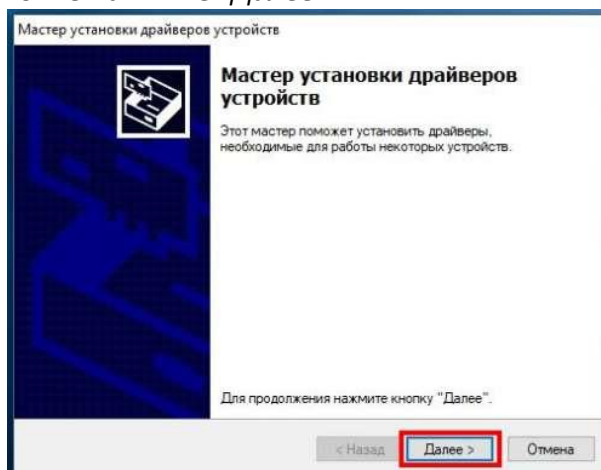 Мастер установки драйверов устройств
Мастер установки драйверов
устройств
Этот мастер поможет установить драйверы,
необходимые для работы некоторых устройств.
Для продолжения нажмите кнопку "Далее".
< Назад Далее > Отмена